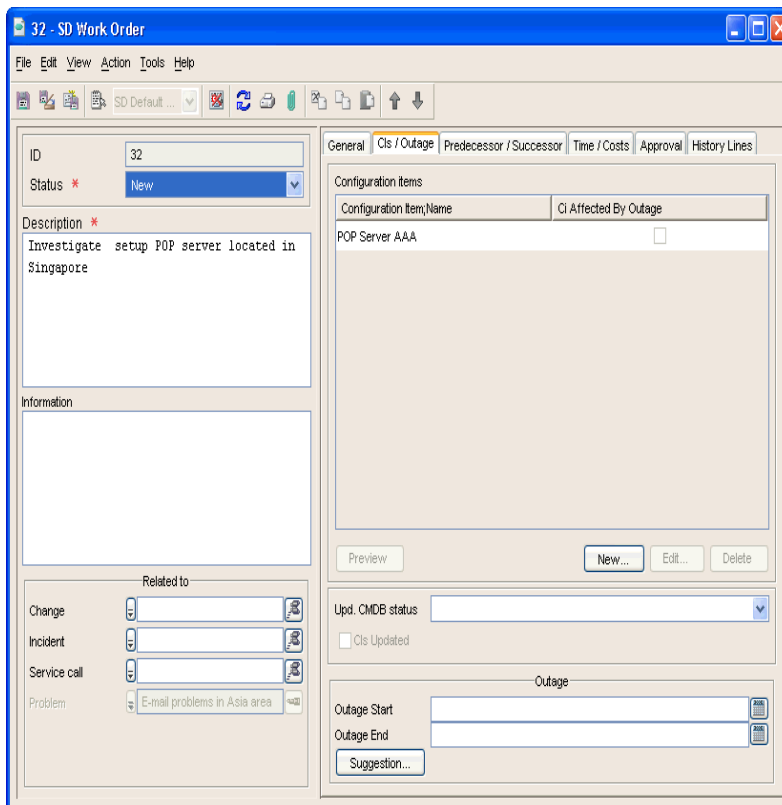 32 - SD Work Order
File Edit View Action Tools Help
SD Default ...
ID 32
Status * New
Description *
Investigate setup POP server located in
Singapore
Information
Related to
Change
Incident
Service call
Problem E-mail problems in Asia area
General CIs / Outage Predecessor / Successor Time / Costs Approval History Lines
Configuration items
Configuration Item;Name Ci Affected By Outage
POP Server AAA
Preview New... Edit... Delete
Upd. CMDB status
CIs Updated
Outage
Outage Start
Outage End
Suggestion...